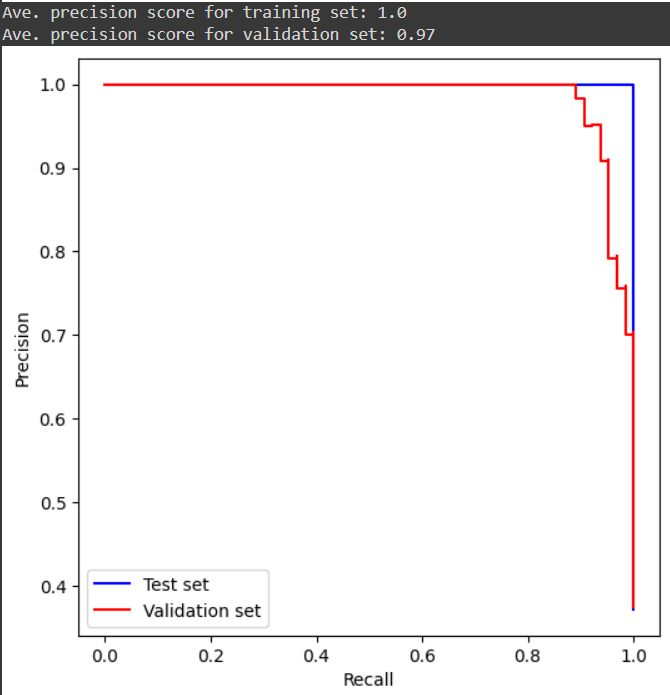 Ave. precision score for training set: 1.0
Ave. precision score for validation set: 0.97
1.0
0.9
0.8
0.7
0.6
0.5
0.4
Precision
Test set
Validation set
0.0 0.2 0.4 0.6 0.8 1.0
Recall